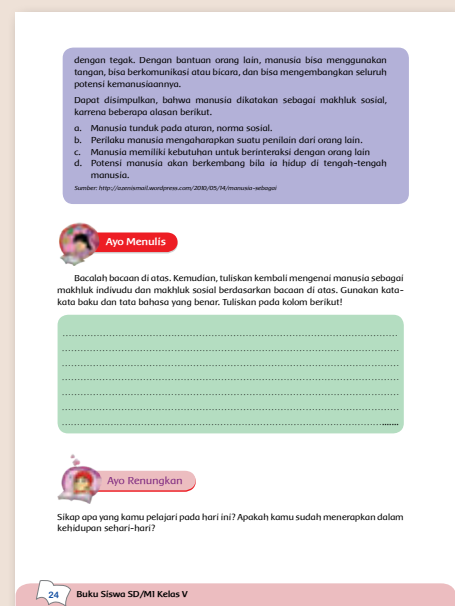 dengan tegak. Dengan bantuan orang lain, manusia bisa menggunakan
tangan, bisa berkomunikasi atau bicara, dan bisa mengembangkan seluruh
potensi kemanusiaannya.
Dapat disimpulkan, bahwa manusia dikatakan sebagai makhluk sosial,
karrena beberapa alasan berikut.
a. Manusia tunduk pada aturan, norma sosial.
b. Perilaku manusia mengaharapkan suatu penilain dari orang lain.
c. Manusia memiliki kebutuhan untuk berinteraksi dengan orang lain
d. Potensi manusia akan berkembang bila ia hidup di tengah-tengah
manusia.
Sumber: http://azenismail.wordpress.com/2010/05/14/manusia-sebagai
Ayo Menulis
Bacalah bacaan di atas. Kemudian, tuliskan kembali mengenai manusia sebagai
makhluk indivudu dan makhluk sosial berdasarkan bacaan di atas. Gunakan kata-
kata baku dan tata bahasa yang benar. Tuliskan pada kolom berikut!
Ayo Renungkan
Sikap apa yang kamu pelajari pada hari ini? Apakah kamu sudah menerapkan dalam
kehidupan sehari-hari?
24 Buku Siswa SD/MI Kelas V